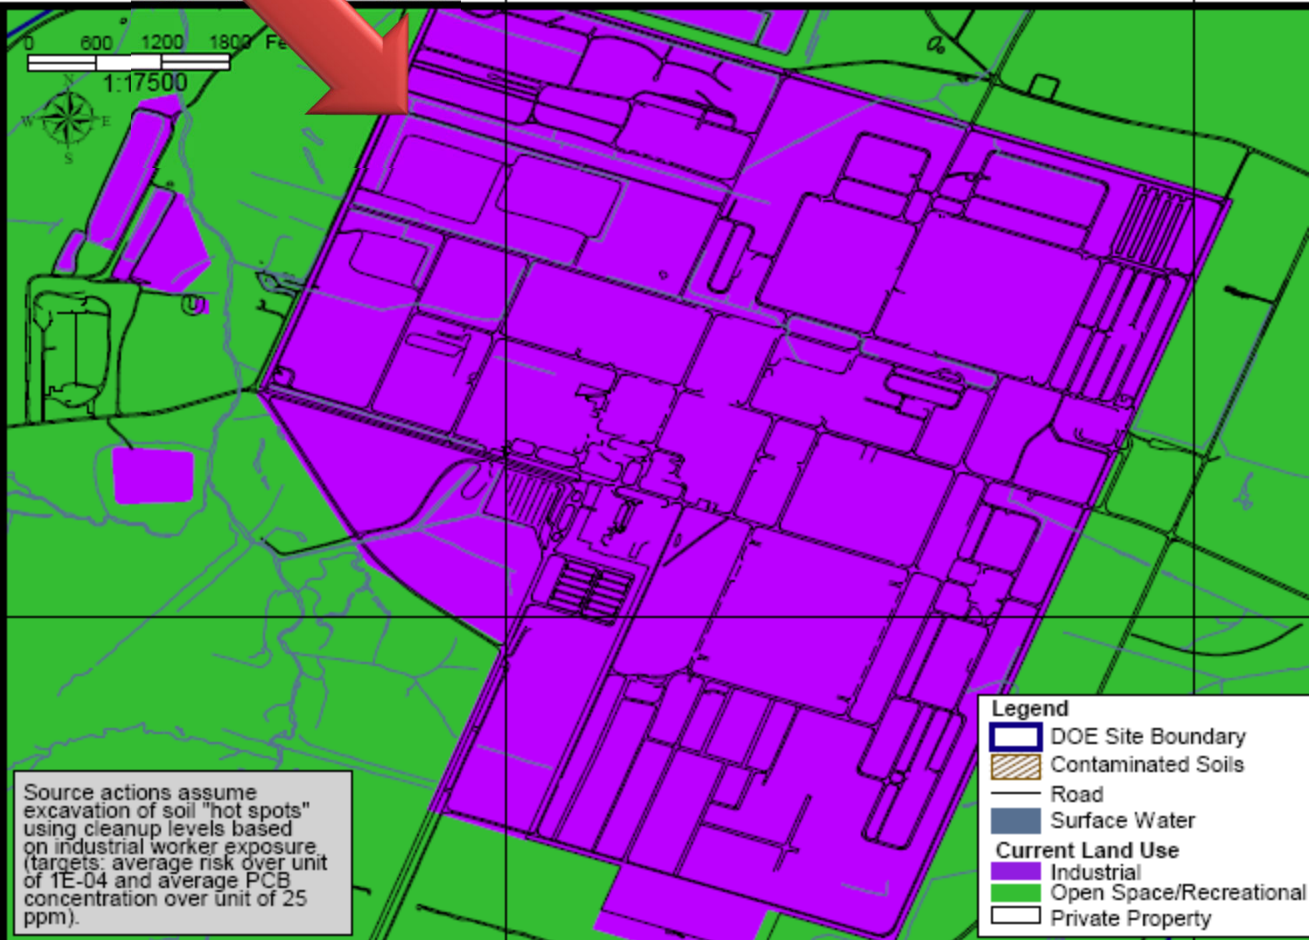 0 600 1200 1800 Fe
1:17500
N
W E
S
Source actions assume
excavation of soil "hot spots"
using cleanup levels based
on industrial worker exposure
(targets: average risk over unit
of 1E-04 and average PCB
concentration over unit of 25
ppm).
Legend
DOE Site Boundary
Contaminated Soils
Road
Surface Water
Current Land Use
Industrial
Open Space/Recreational
Private Property